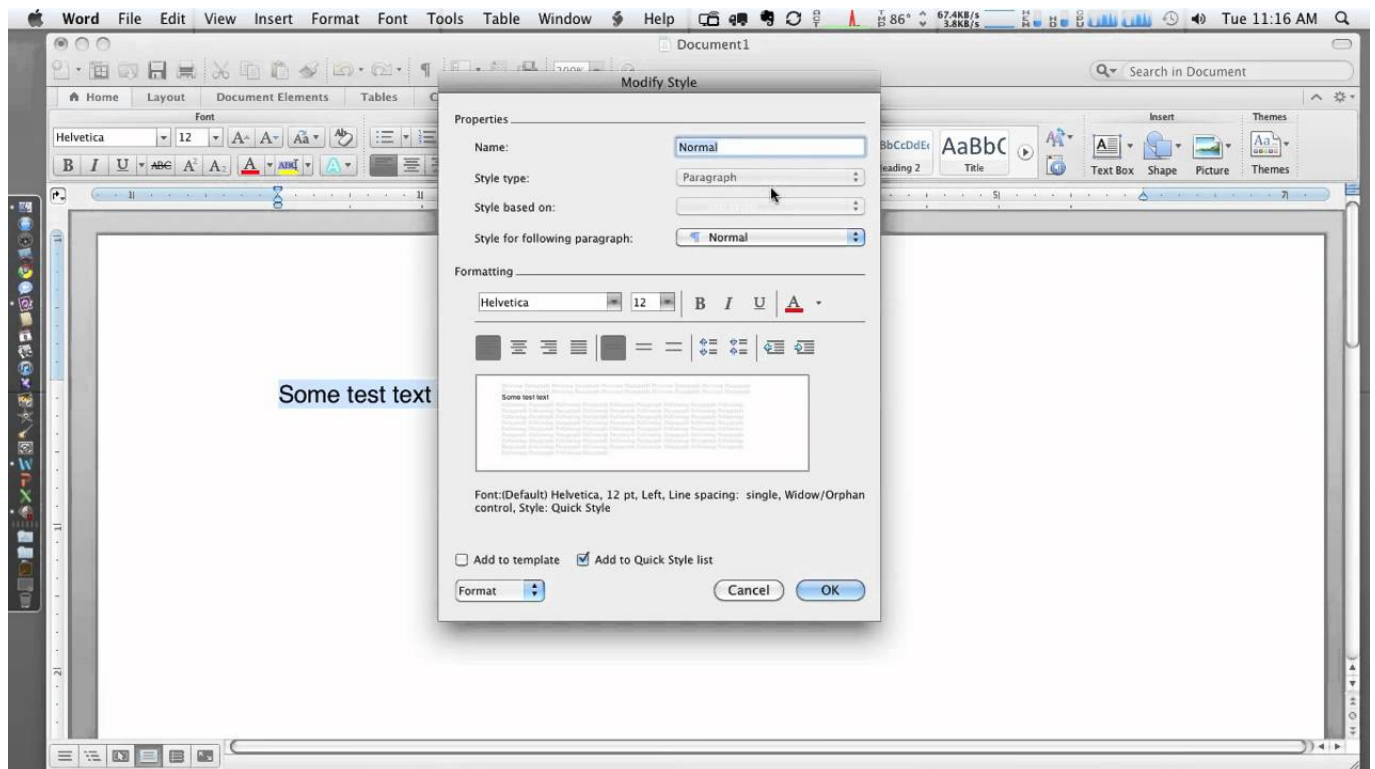 Word File Edit View Insert Format Font Tools Table Window Help 86° 67.4KB/s 3.8KB/s Tue 11:16 AM
Document1
Search in Document
Modify Style
Home Layout Document Elements Tables
Font
Insert
Themes
Properties
Helvetica 12
Name: Normal
AaBbC
Title
Text Box Shape Picture Themes
Style type: Paragraph
Style based on:
Style for following paragraph: Normal
Formatting
Helvetica 12 B I U A
Some test text
Some test text
Font:(Default) Helvetica, 12 pt, Left, Line spacing: single, Widow/Orphan
control, Style: Quick Style
Add to template Add to Quick Style list
Format Cancel OK